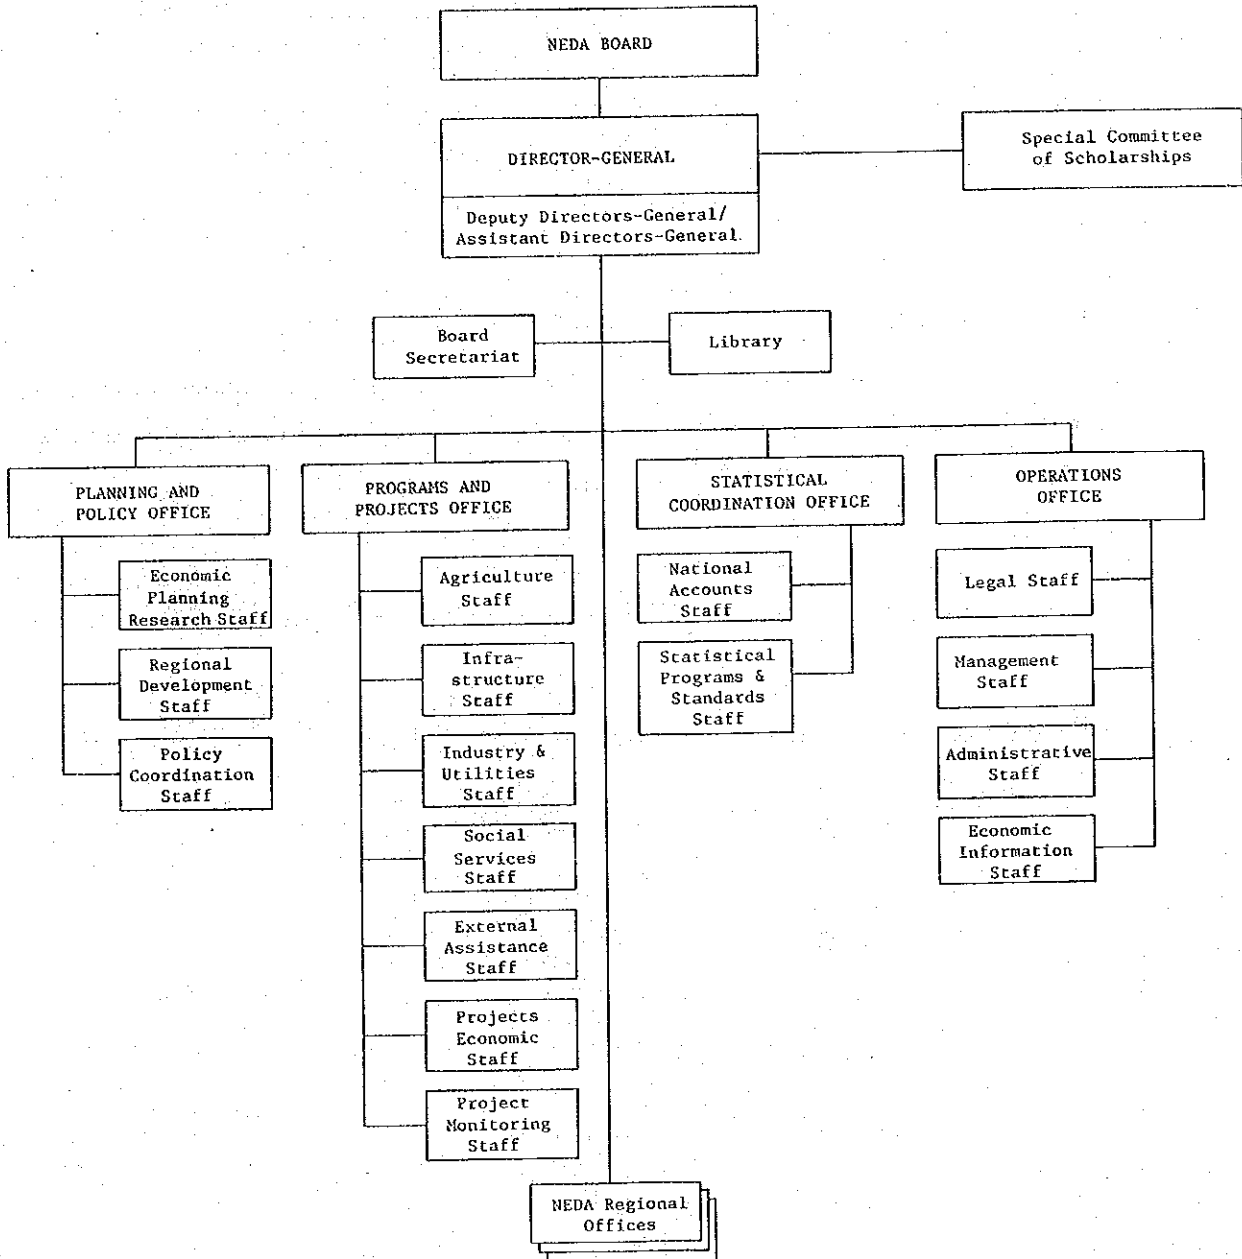 NEDA BOARD
DIRECTOR-GENERAL
Special Committee
of Scholarships
Deputy Directors-General/
Assistant Directors-General.
Board
Secretariat
Library
PLANNING AND
POLICY OFFICE
Economic
Planning
Research Staff
Regional
Development
Staff
Policy
Coordination
Staff
PROGRAMS AND
PROJECTS OFFICE
Agriculture
Staff
Infra-
structure
Staff
Industry &
Utilities
Staff
Social
Services
Staff
External
Assistance
Staff
Projects
Economic
Staff
Project
Monitoring
Staff
STATISTICAL
COORDINATION OFFICE
National
Accounts
Staff
Statistical
Programs &
Standards
Staff
OPERATIONS
OFFICE
Legal Staff
Management
Staff
Administrative
Staff
Economic
Information
Staff
NEDA Regional
Offices